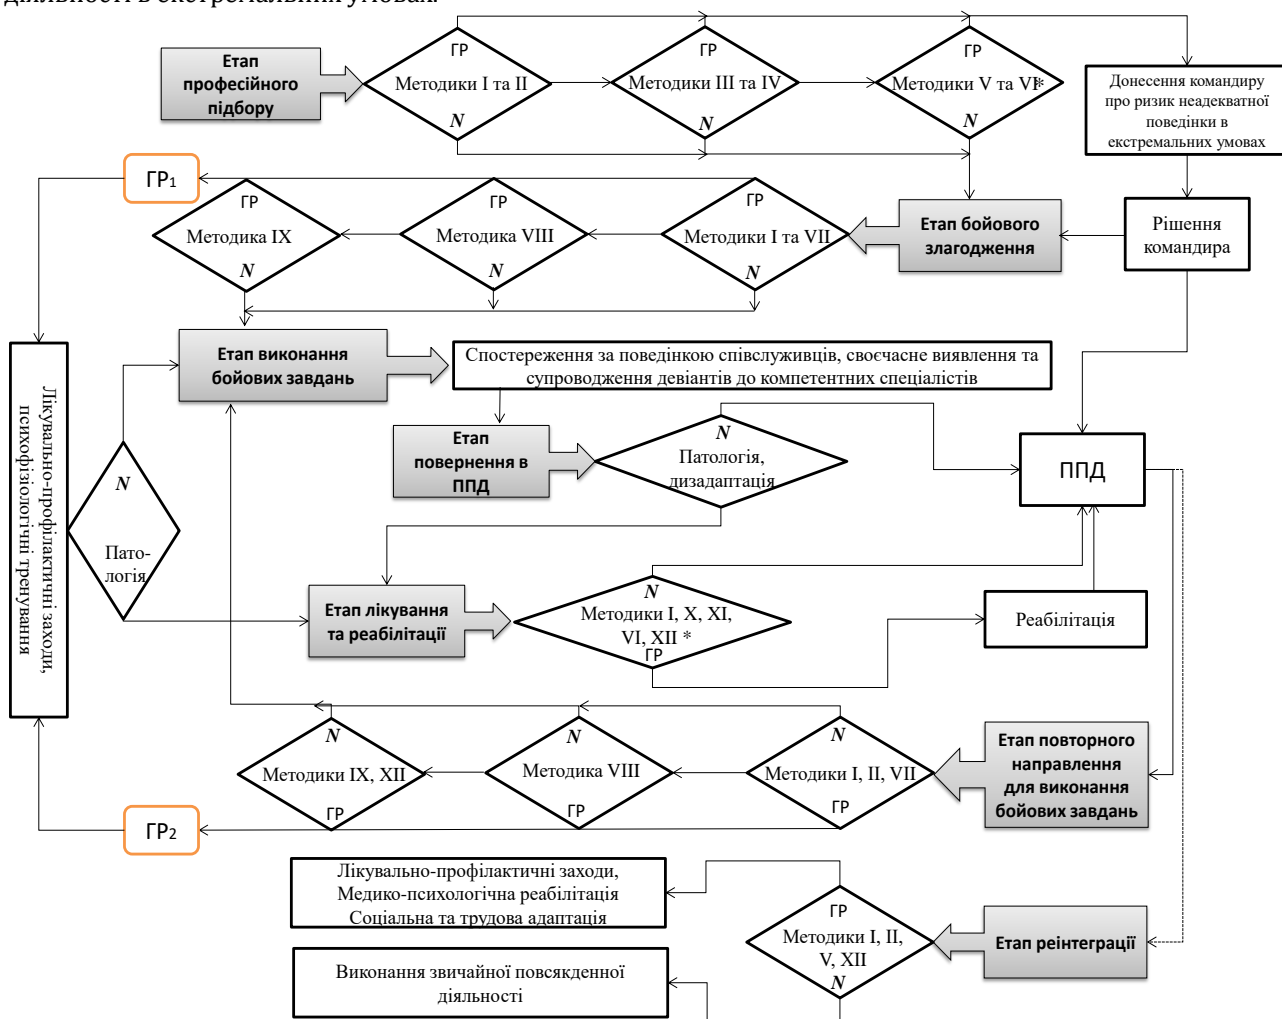 діяльності в екстремальних умовах.
Етап
професійного
підбору
ГР
Методики I та II
N
ГР
Методики III та IV
N
ГР
Методики V та VI*
N
Донесення командиру
про ризик неадекватної
поведінки в
екстремальних умовах
ГР1
ГР
Методика IX
N
ГР
Методика VIII
N
ГР
Методики I та VII
N
Етап бойового
злагодження
Рішення
командира
Етап виконання
бойових завдань
Спостереження за поведінкою співслуживців, своєчасне виявлення та
супроводження девіантів до компетентних спеціалістів
Лікувально-профілактичні заходи,
психофізіологічні тренування
N
Пато-
логія
Етап
повернення в
ППД
N
Патологія,
дизадаптація
ППД
Етап лікування
та реабілітації
N
Методики I, X, XI,
VI, XII *
ГР
Реабілітація
N
Методики IX, XII
ГР
N
Методика VIII
ГР
N
Методики I, II, VII
ГР
Етап повторного
направлення
для виконання
бойових завдань
ГР2
Лікувально-профілактичні заходи,
Медико-психологічна реабілітація
Соціальна та трудова адаптація
ГР
Методики I, II,
V, XII
N
Етап реінтеграції
Виконання звичайної повсякденної
діяльності